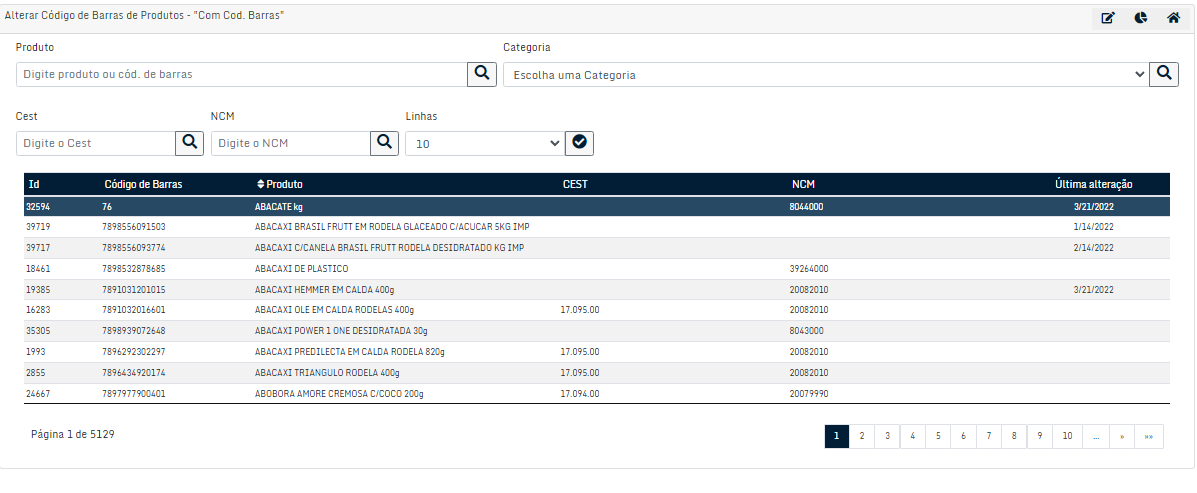 Alterar Código de Barras de Produtos - "Com Cod. Barras"
Produto Categoria
Digite produto ou cód. de barras Escolha uma Categoria
Cest NCM Linhas
Digite o Cest Digite o NCM 10
Id Código de Barras Produto CEST NCM Última alteração
32594 76 ABACATE kg 8044000 3/21/2022
39719 7898556091503 ABACAXI BRASIL FRUTT EM RODELA GLACEADO C/ACUCAR 5KG IMP 1/14/2022
39717 7898556093774 ABACAXI C/CANELA BRASIL FRUTT RODELA DESIDRATADO KG IMP 2/14/2022
18461 7898532878685 ABACAXI DE PLASTICO 39264000
19385 7891031201015 ABACAXI HEMMER EM CALDA 400g 20082010 3/21/2022
16283 7891032016601 ABACAXI OLE EM CALDA RODELAS 400g 17.095.00 20082010
35305 7898939072648 ABACAXI POWER 1 ONE DESIDRATADA 30g 8043000
1993 7896292302297 ABACAXI PREDILECTA EM CALDA RODELA 820g 17.095.00 20082010
2855 7896434920174 ABACAXI TRIANGULO RODELA 400g 17.095.00 20082010
24667 7897977900401 ABOBORA AMORE CREMOSA C/COCO 200g 17.094.00 20079990
Página 1 de 5129 1 2 3 4 5 6 7 8 9 10 ... » »»